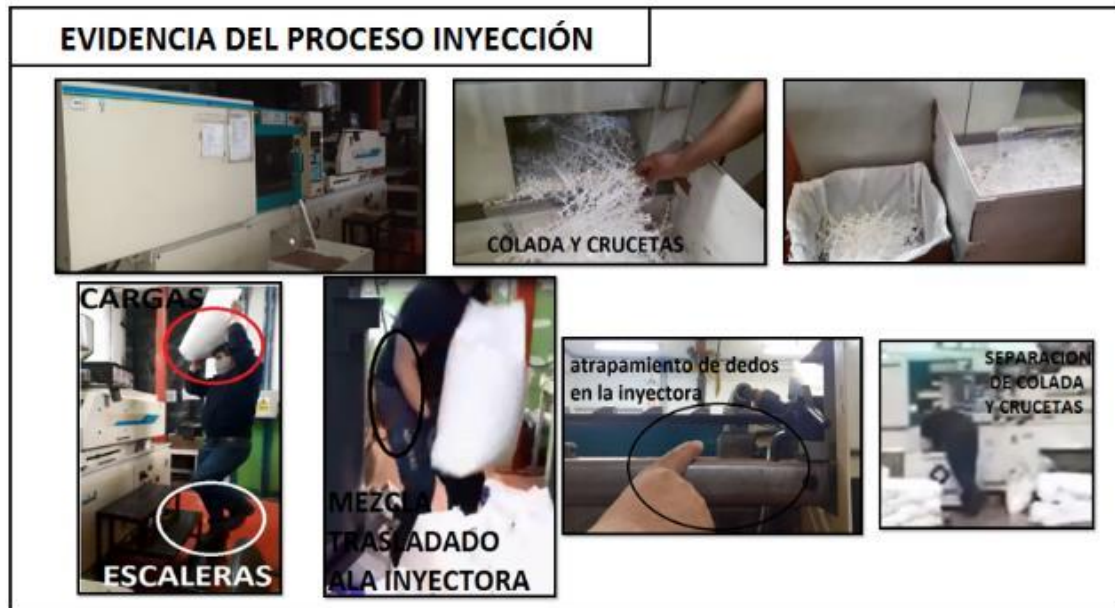 EVIDENCIA DEL PROCESO INYECCIÓN
COLADA Y CRUCETAS
CARGAS
ESCALERAS
MEZCLA
TRASLADADO
ALA INYECTORA
atrapamiento de dedos
en la inyectora
SEPARACION
DE COLADA
Y CRUCETAS